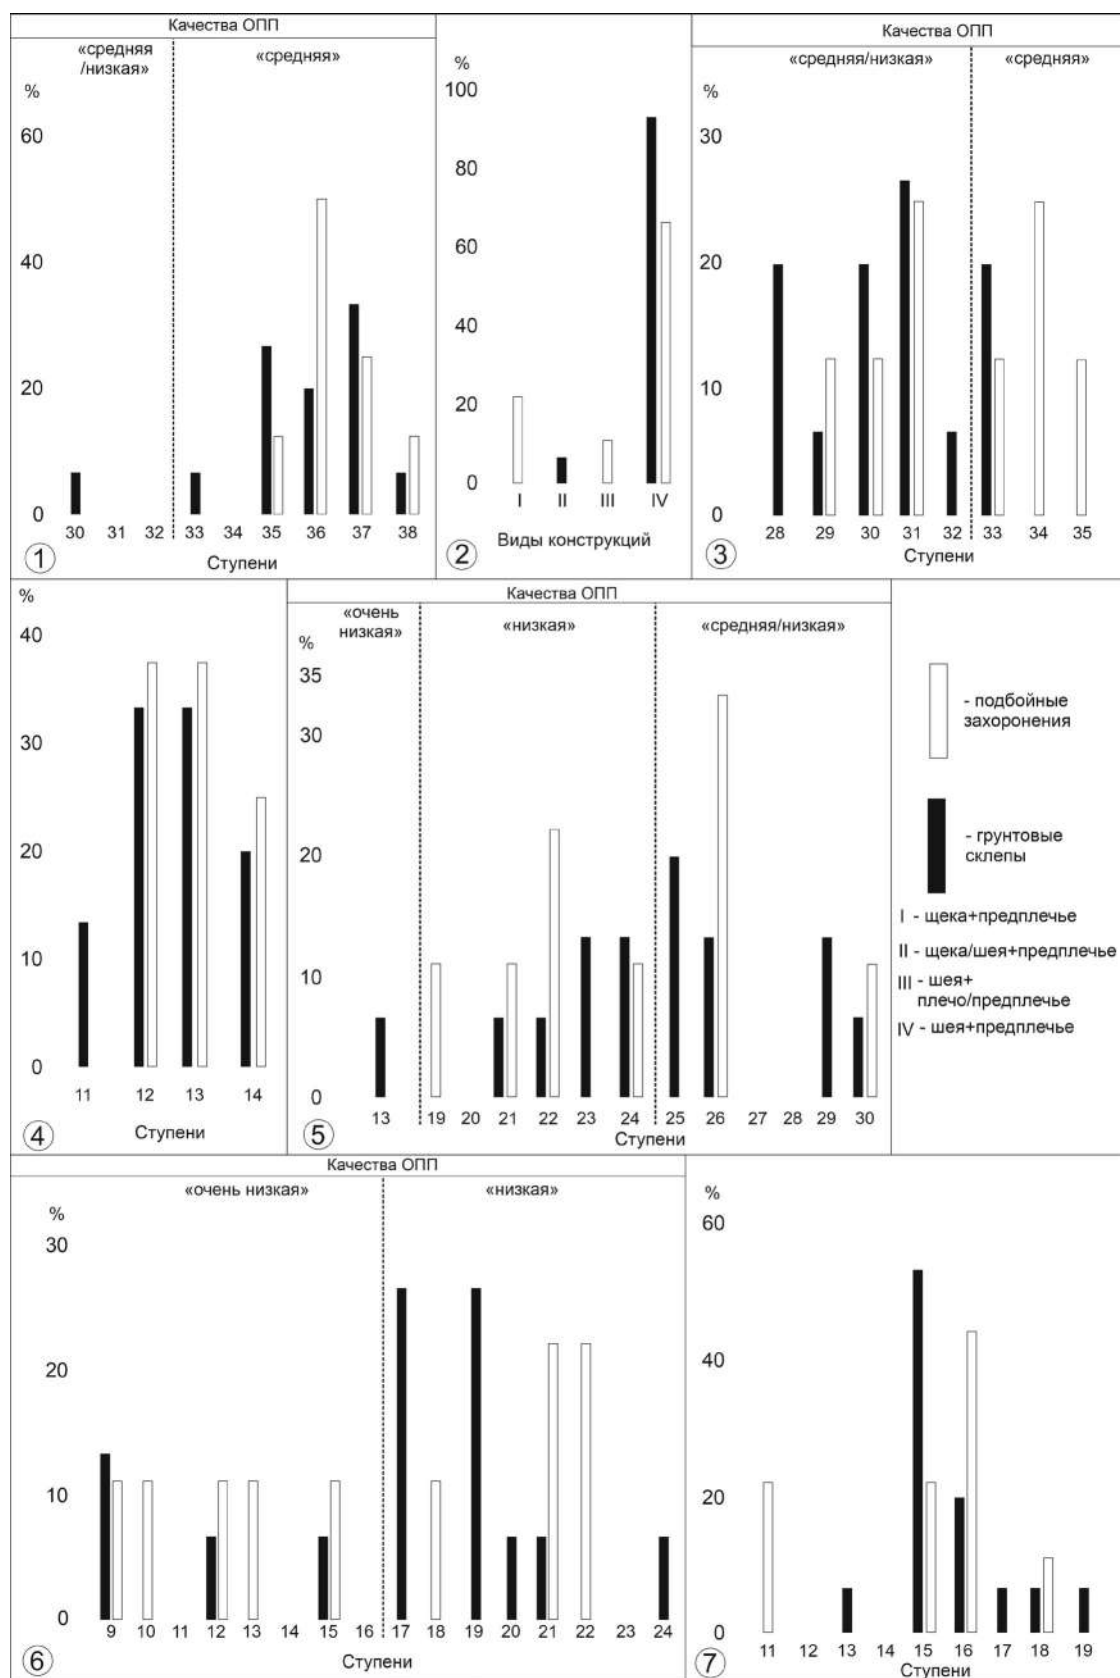 Качества ОПП
«средняя
/низкая»
«средняя»
%
60
40
20
0
30 31 32 33 34 35 36 37 38
Ступени
1
%
100
80
60
40
20
0
I II III IV
Виды конструкций
2
Качества ОПП
«средняя/низкая»
«средняя»
%
30
20
10
0
28 29 30 31 32 33 34 35
Ступени
3
%
40
30
20
10
0
11 12 13 14
Ступени
4
Качества ОПП
«очень
низкая»
«низкая»
«средняя/низкая»
%
35
30
20
10
0
13 19 20 21 22 23 24 25 26 27 28 29 30
Ступени
5
- подбойные
захоронения
- грунтовые
склепы
I - щека+предплечье
II - щека/шея+предплечье
III - шея+
плечо/предплечье
IV - шея+предплечье
Качества ОПП
«очень низкая»
«низкая»
%
30
20
10
0
9 10 11 12 13 14 15 16 17 18 19 20 21 22 23 24
Ступени
6
%
60
40
20
0
11 12 13 14 15 16 17 18 19
Ступени
7